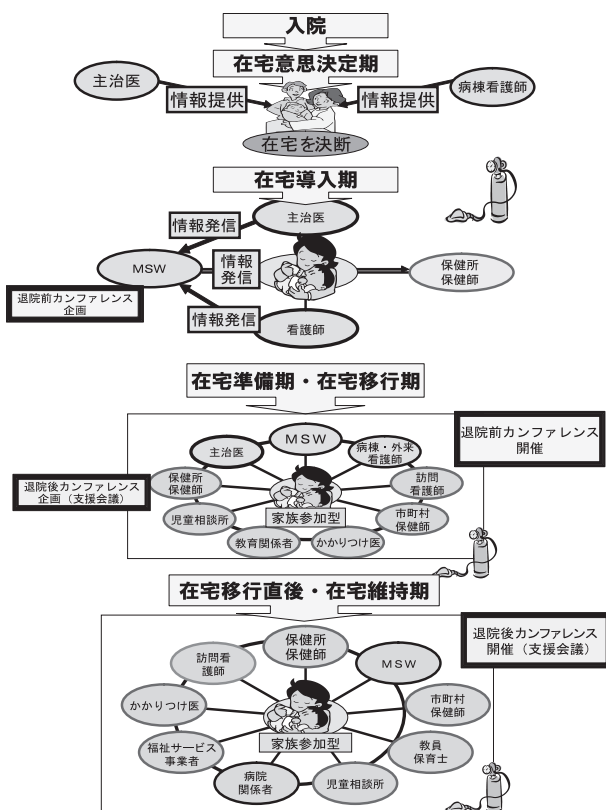 入院
在宅意思決定期
主治医
情報提供
情報提供
病棟看護師
在宅を決断
在宅導入期
情報発信
主治医
MSW
情報
発信
保健所
保健師
退院前カンファレンス
企画
情報発信
看護師
在宅準備期・在宅移行期
退院前カンファレンス
開催
MSW
主治医
病棟・外来
看護師
退院後カンファレンス
企画（支援会議）
保健所
保健師
訪問
看護師
児童相談所
家族参加型
市町村
保健師
教育関係者
かかりつけ医
在宅移行直後・在宅維持期
退院後カンファレンス
開催（支援会議）
保健所
保健師
訪問看
護師
MSW
かかりつけ医
市町村
保健師
福祉サービス
事業者
家族参加型
教員
保育士
病院
関係者
児童相談所